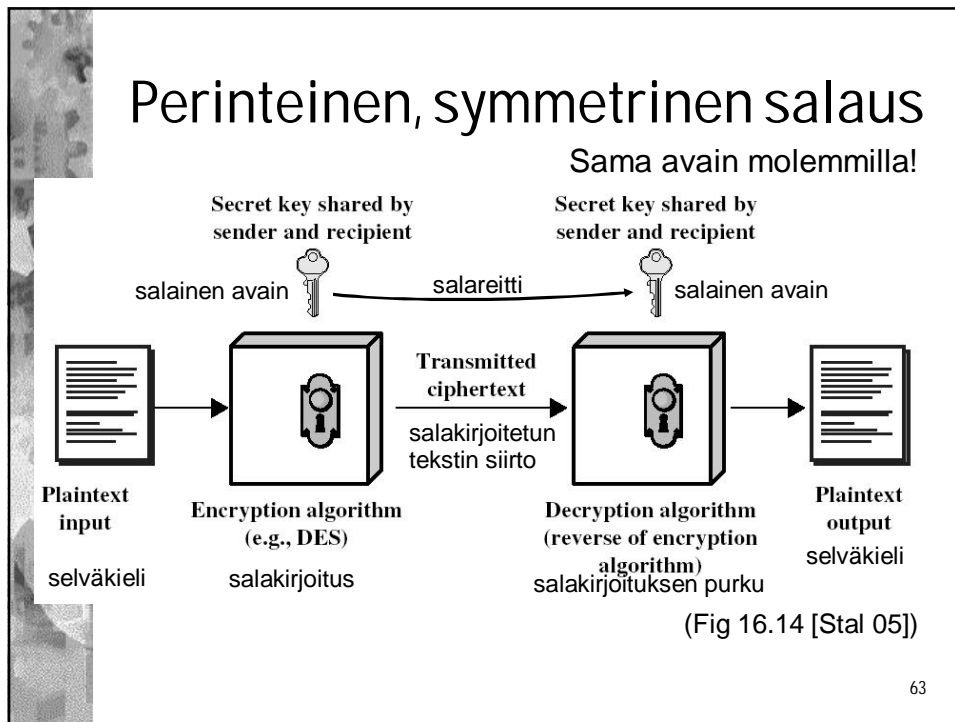 Perinteinen, symmetrinen salaus
Sama avain molemmilla!
Secret key shared by
sender and recipient
Secret key shared by
sender and recipient
salainen avain
salareitti
salainen avain
Transmitted
ciphertext
salakirjoitetun
tekstin siirto
Plaintext
input
selväkieli
Encryption algorithm
(e.g., DES)
salakirjoitus
Decryption algorithm
(reverse of encryption
algorithm)
salakirjoituksen purku
Plaintext
output
selväkieli
(Fig 16.14 [Stal 05])
63